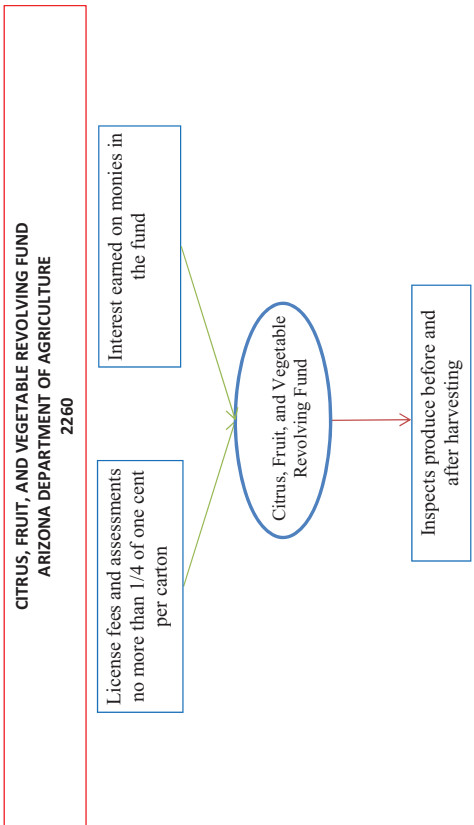 CITRUS, FRUIT, AND VEGETABLE REVOLVING FUND
ARIZONA DEPARTMENT OF AGRICULTURE
2260
License fees and assessments
no more than 1/4 of one cent
per carton
Interest earned on monies in
the fund
Citrus, Fruit, and Vegetable
Revolving Fund
Inspects produce before and
after harvesting